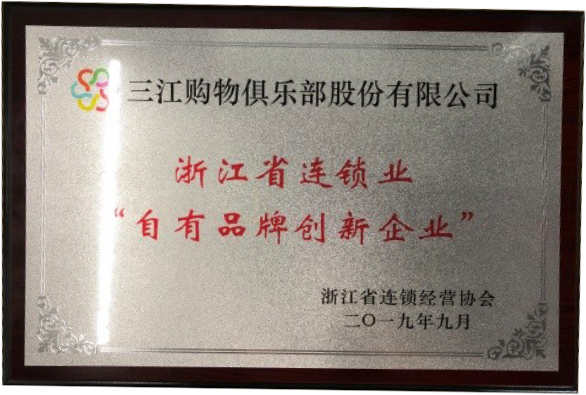 三江购物俱乐部股份有限公司
浙江省连锁业
“自有品牌创新企业”
浙江省连锁经营协会
二〇一九年九月